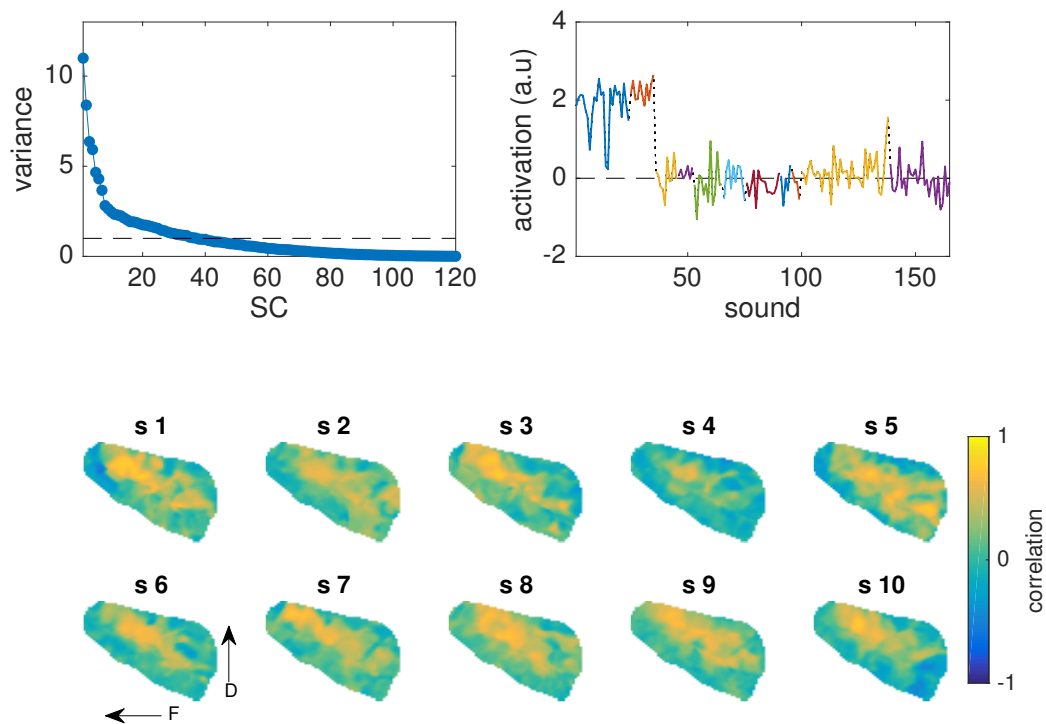 variance
10
5
0
20
40
60
80
100
120
SC
activation (a.u)
4
2
0
-2
50
100
150
sound
s 1
s 2
s 3
s 4
s 5
s 6
s 7
s 8
s 9
s 10
D
F
1
0
-1
correlation